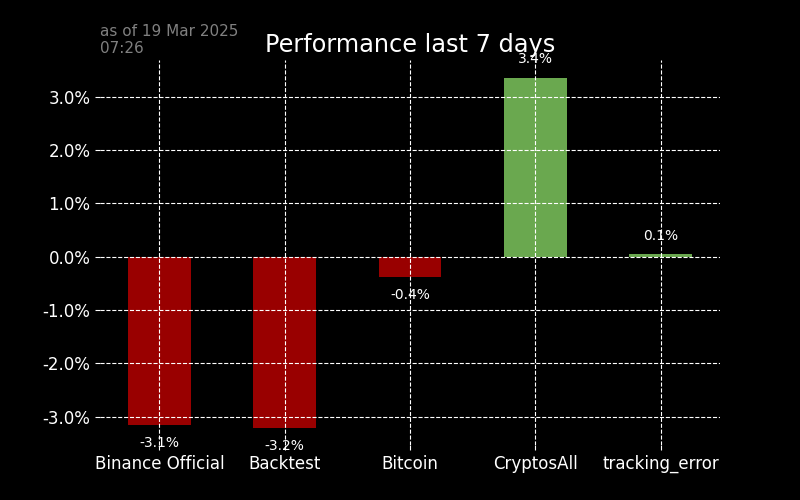 as of 19 Mar 2025
07:26
Performance last 7 days
3.4%
3.0%
2.0%
1.0%
0.1%
0.0%
-0.4%
-1.0%
-2.0%
-3.0%
-3.1%
-3.2%
Binance Official
Backtest
Bitcoin
CryptosAll
tracking_error